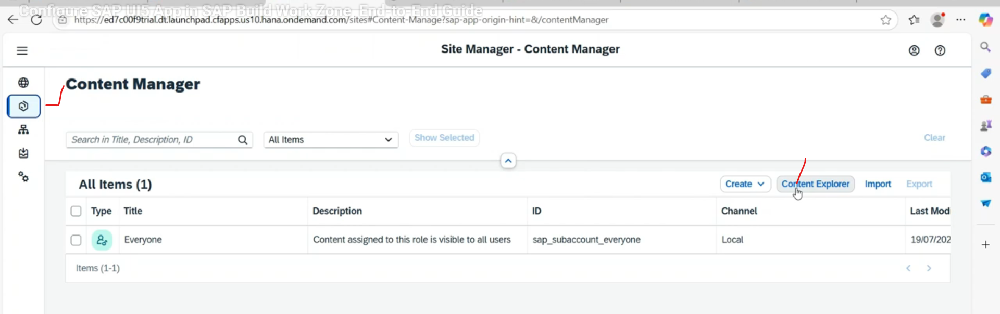 Configure SAP UI5 App in SAP Build Work Zone End-to-End Guide
https://ed7c00f9trial.dt.launchpad.cfapps.us10.hana.ondemand.com/sites#Content-Manage?sap-app-origin-hint=&/contentManager
Site Manager - Content Manager
Content Manager
Search in Title, Description, ID
All Items
Show Selected
Clear
All Items (1)
Create
Content Explorer
Import
Export
Type Title Description ID Channel Last Mod
Everyone Content assigned to this role is visible to all users sap_subaccount_everyone Local 19/07/202
Items (1-1)